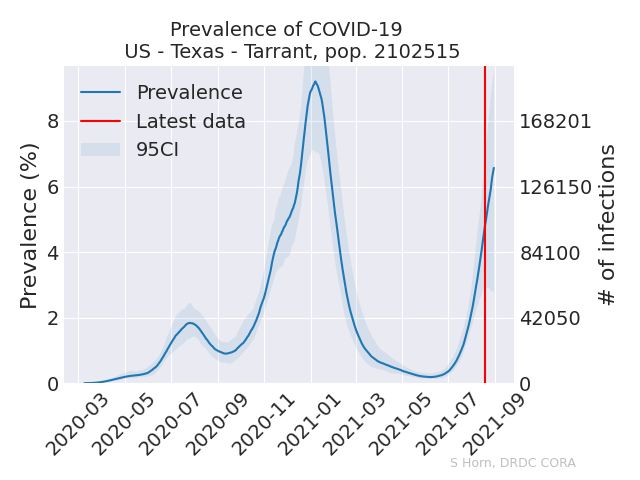 Prevalence of COVID-19
US - Texas - Tarrant, pop. 2102515
Prevalence
Latest data
95CI
Prevalence (%)
8
6
4
2
0
168201
126150
84100
42050
0
# of infections
2020-03
2020-05
2020-07
2020-09
2020-11
2021-01
2021-03
2021-05
2021-07
2021-09
S Horn, DRDC CORA